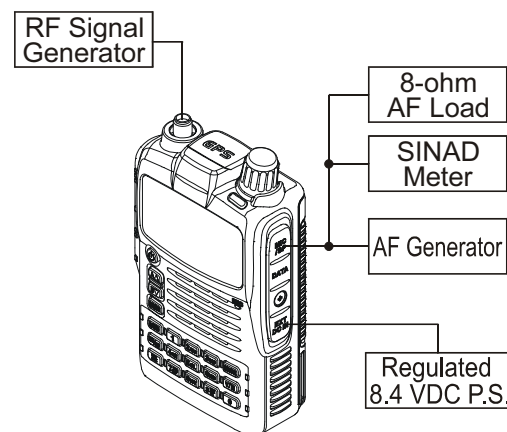 RF Signal
Generator
8-ohm
AF Load
GPS
SINAD
Meter
AF Generator
DATA
Regulated
8.4 VDC P.S.